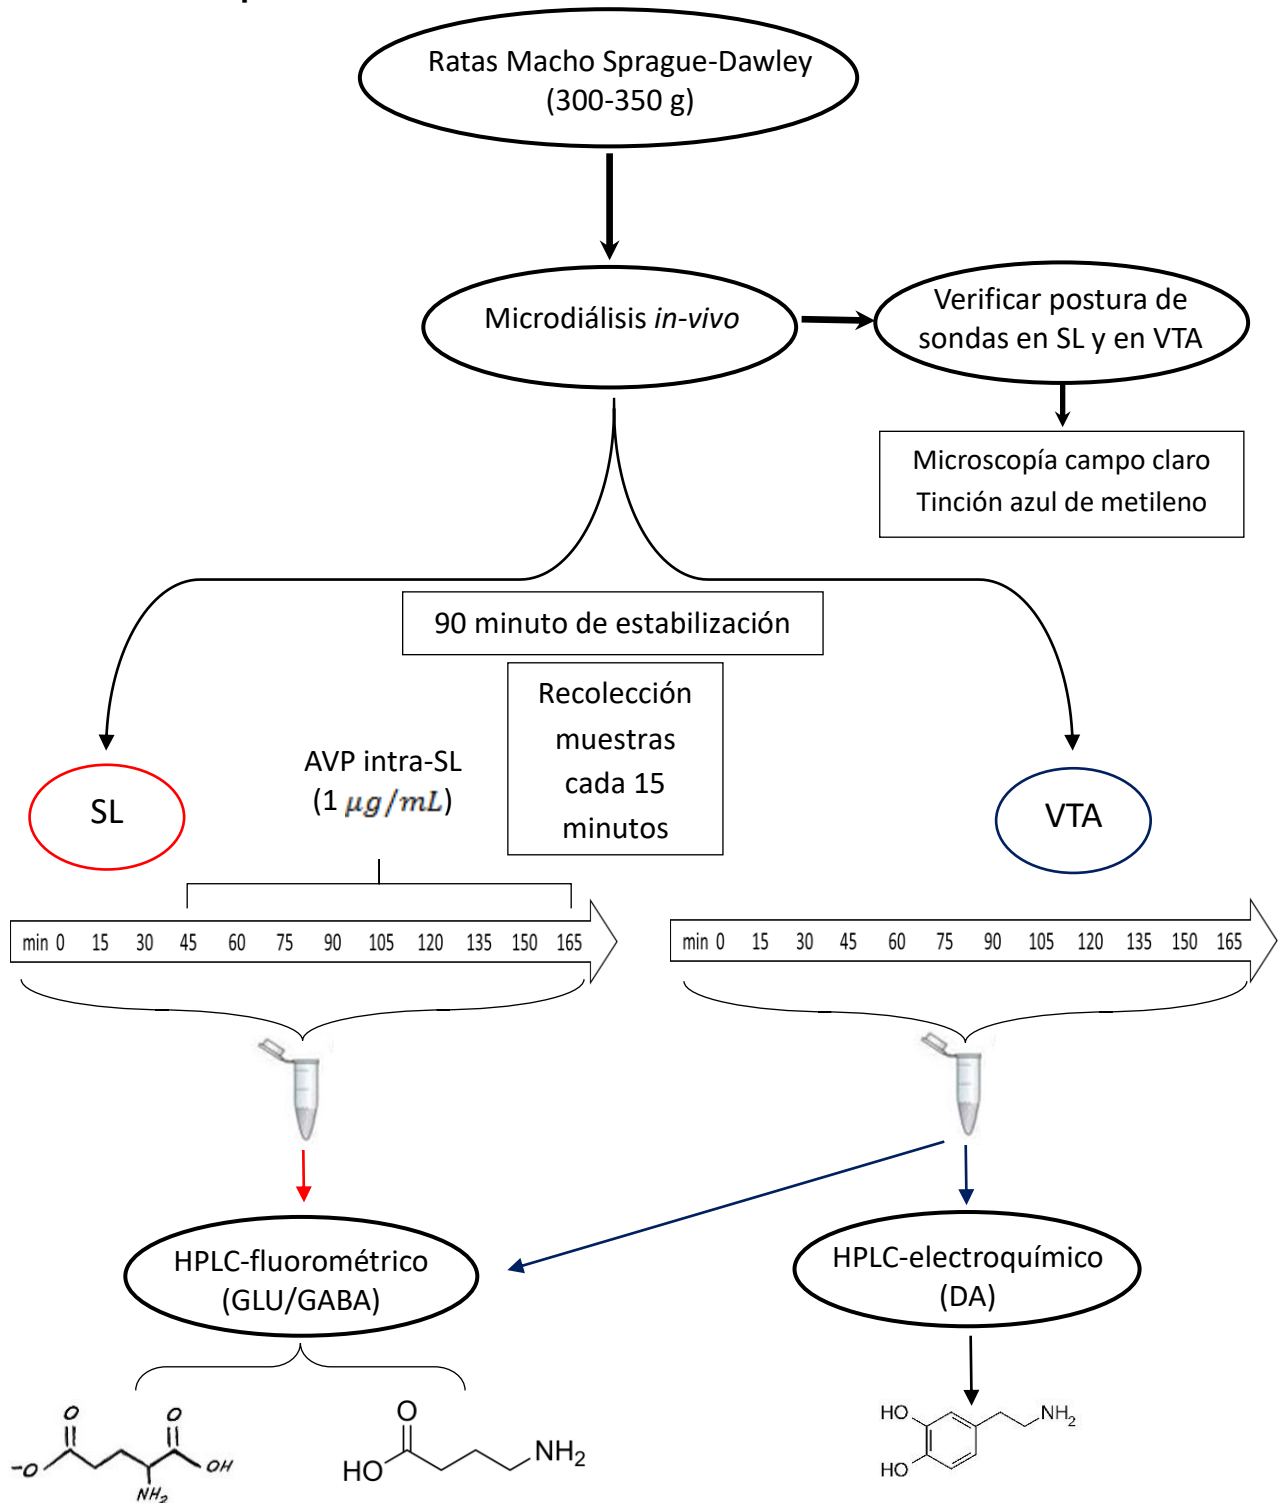 Ratas Macho Sprague-Dawley
(300-350 g)
Microdiálisis in-vivo
Verificar postura de
sondas en SL y en VTA
Microscopía campo claro
Tinción azul de metileno
90 minuto de estabilización
Recolección
muestras
cada 15
minutos
AVP intra-SL
(1 μg/mL)
SL
VTA
min 0 15 30 45 60 75 90 105 120 135 150 165
min 0 15 30 45 60 75 90 105 120 135 150 165
HPLC-fluorométrico
(GLU/GABA)
HPLC-electroquímico
(DA)
O O
-O OH
NH2
O
HO NH2
HO NH2
HO